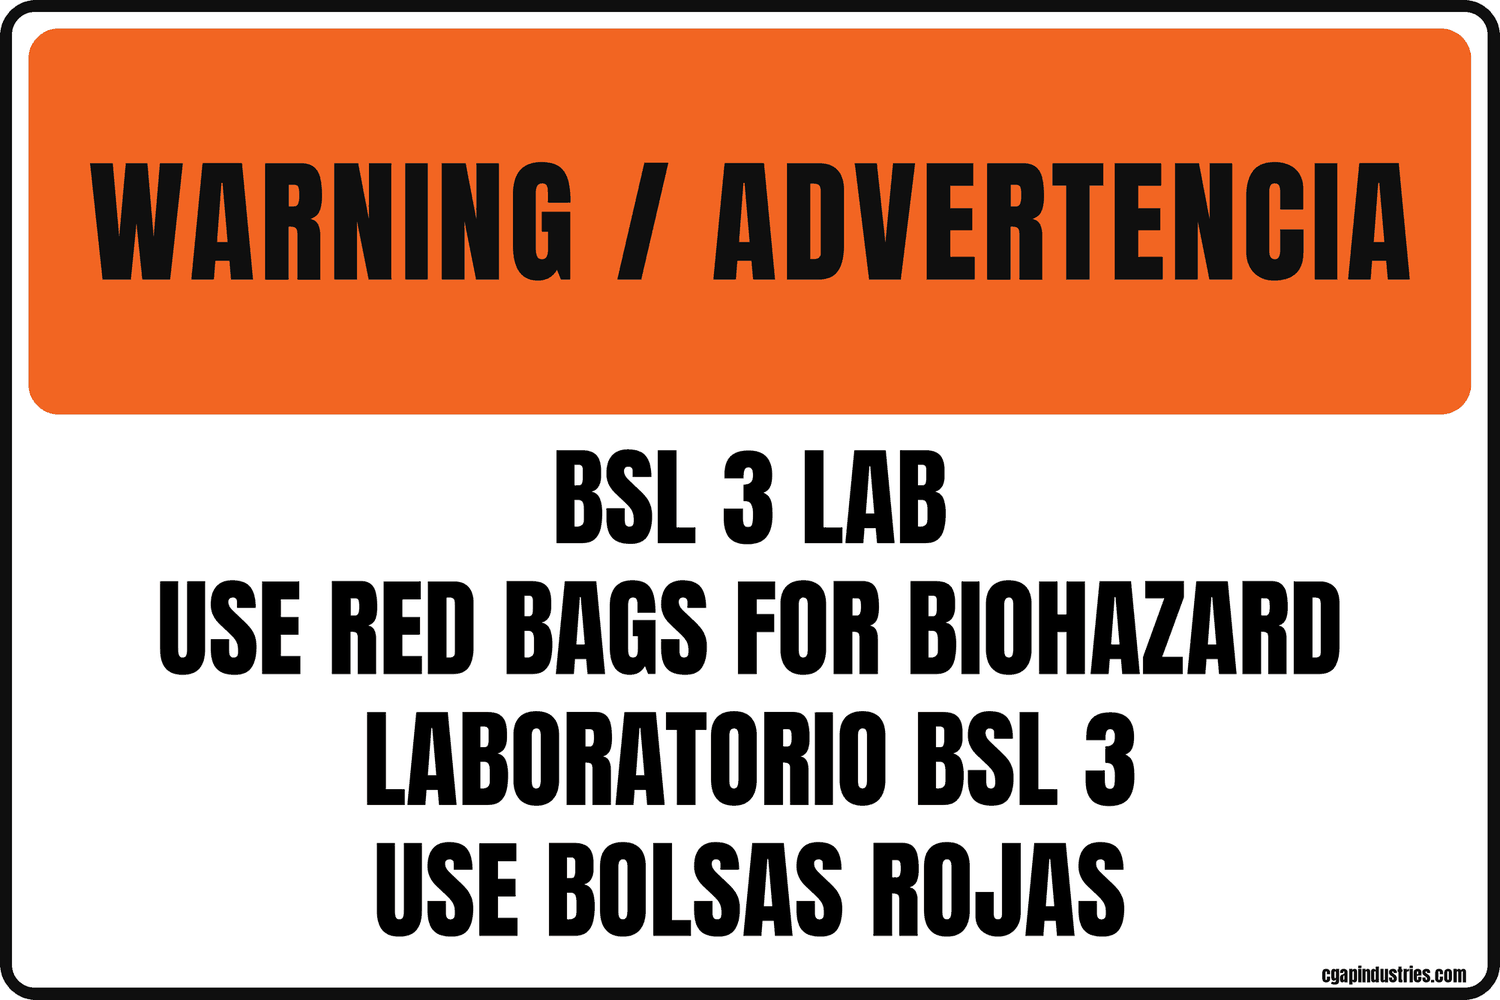 WARNING / ADVERTENCIA
BSL 3 LAB
USE RED BAGS FOR BIOHAZARD
LABORATORIO BSL 3
USE BOLSAS ROJAS
cgapindustries.com